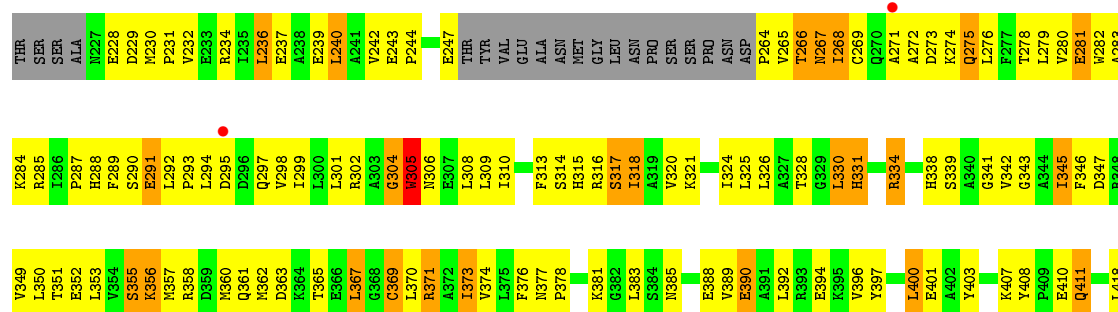 THR SER SER ALA N227 E228 D229 M230 P231 V232 E233 R234 I235 L236 E237 A238 E239 L240 A241 V242 E243 P244 E247 THR TYR VAL GLU ALA ASN MET GLY LEU ASN PRO SER SER PRO ASN ASP P264 V265 T266 N267 I268 C269 Q270 A271 A272 D273 K274 Q275 L276 F277 T278 L279 V280 E281 W282 A283
K284 R285 I286 P287 H288 F289 S290 E291 L292 P293 L294 D295 D296 Q297 V298 I299 L300 L301 R302 A303 G304 W305 N306 E307 L308 L309 I310 F313 S314 H315 R316 S317 I318 A319 V320 K321 I324 L325 L326 A327 T328 G329 L330 H331 R334 H338 S339 A340 G341 V342 G343 A344 I345 F346 D347 R348
V349 L350 T351 E352 L353 V354 S355 K356 M357 R358 D359 M360 Q361 M362 D363 K364 T365 E366 L367 G368 C369 L370 R371 A372 I373 V374 L375 F376 N377 P378 K381 G382 L383 S384 N385 E388 V389 E390 A391 L392 R393 E394 K395 V396 Y397 L400 E401 A402 Y403 K407 Y408 P409 E410 Q411 L418